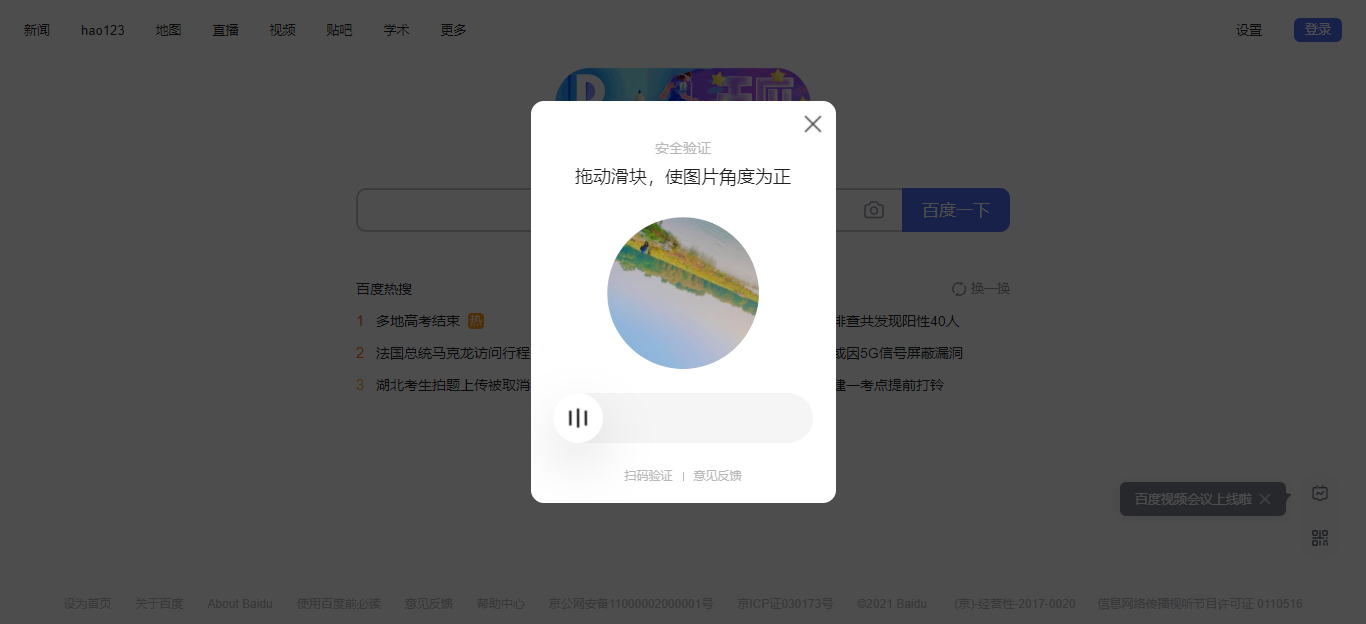 新闻 hao123 地图 直播 视频 贴吧 学术 更多 设置 登录
安全验证
拖动滑块，使图片角度为正
百度一下
百度热搜 换一换
1 多地高考结束 热
排查共发现阳性40人
2 法国总统马克龙访问行程
或因5G信号屏蔽漏洞
3 湖北考生拍题上传被取消
建一考点提前打铃
扫码验证 | 意见反馈
百度视频会议上线啦
设为首页 关于百度 About Baidu 使用百度前必读 意见反馈 帮助中心 京公网安备11000002000001号 京ICP证030173号 ©2021 Baidu (京)-经营性-2017-0020 信息网络传播视听节目许可证 0110516